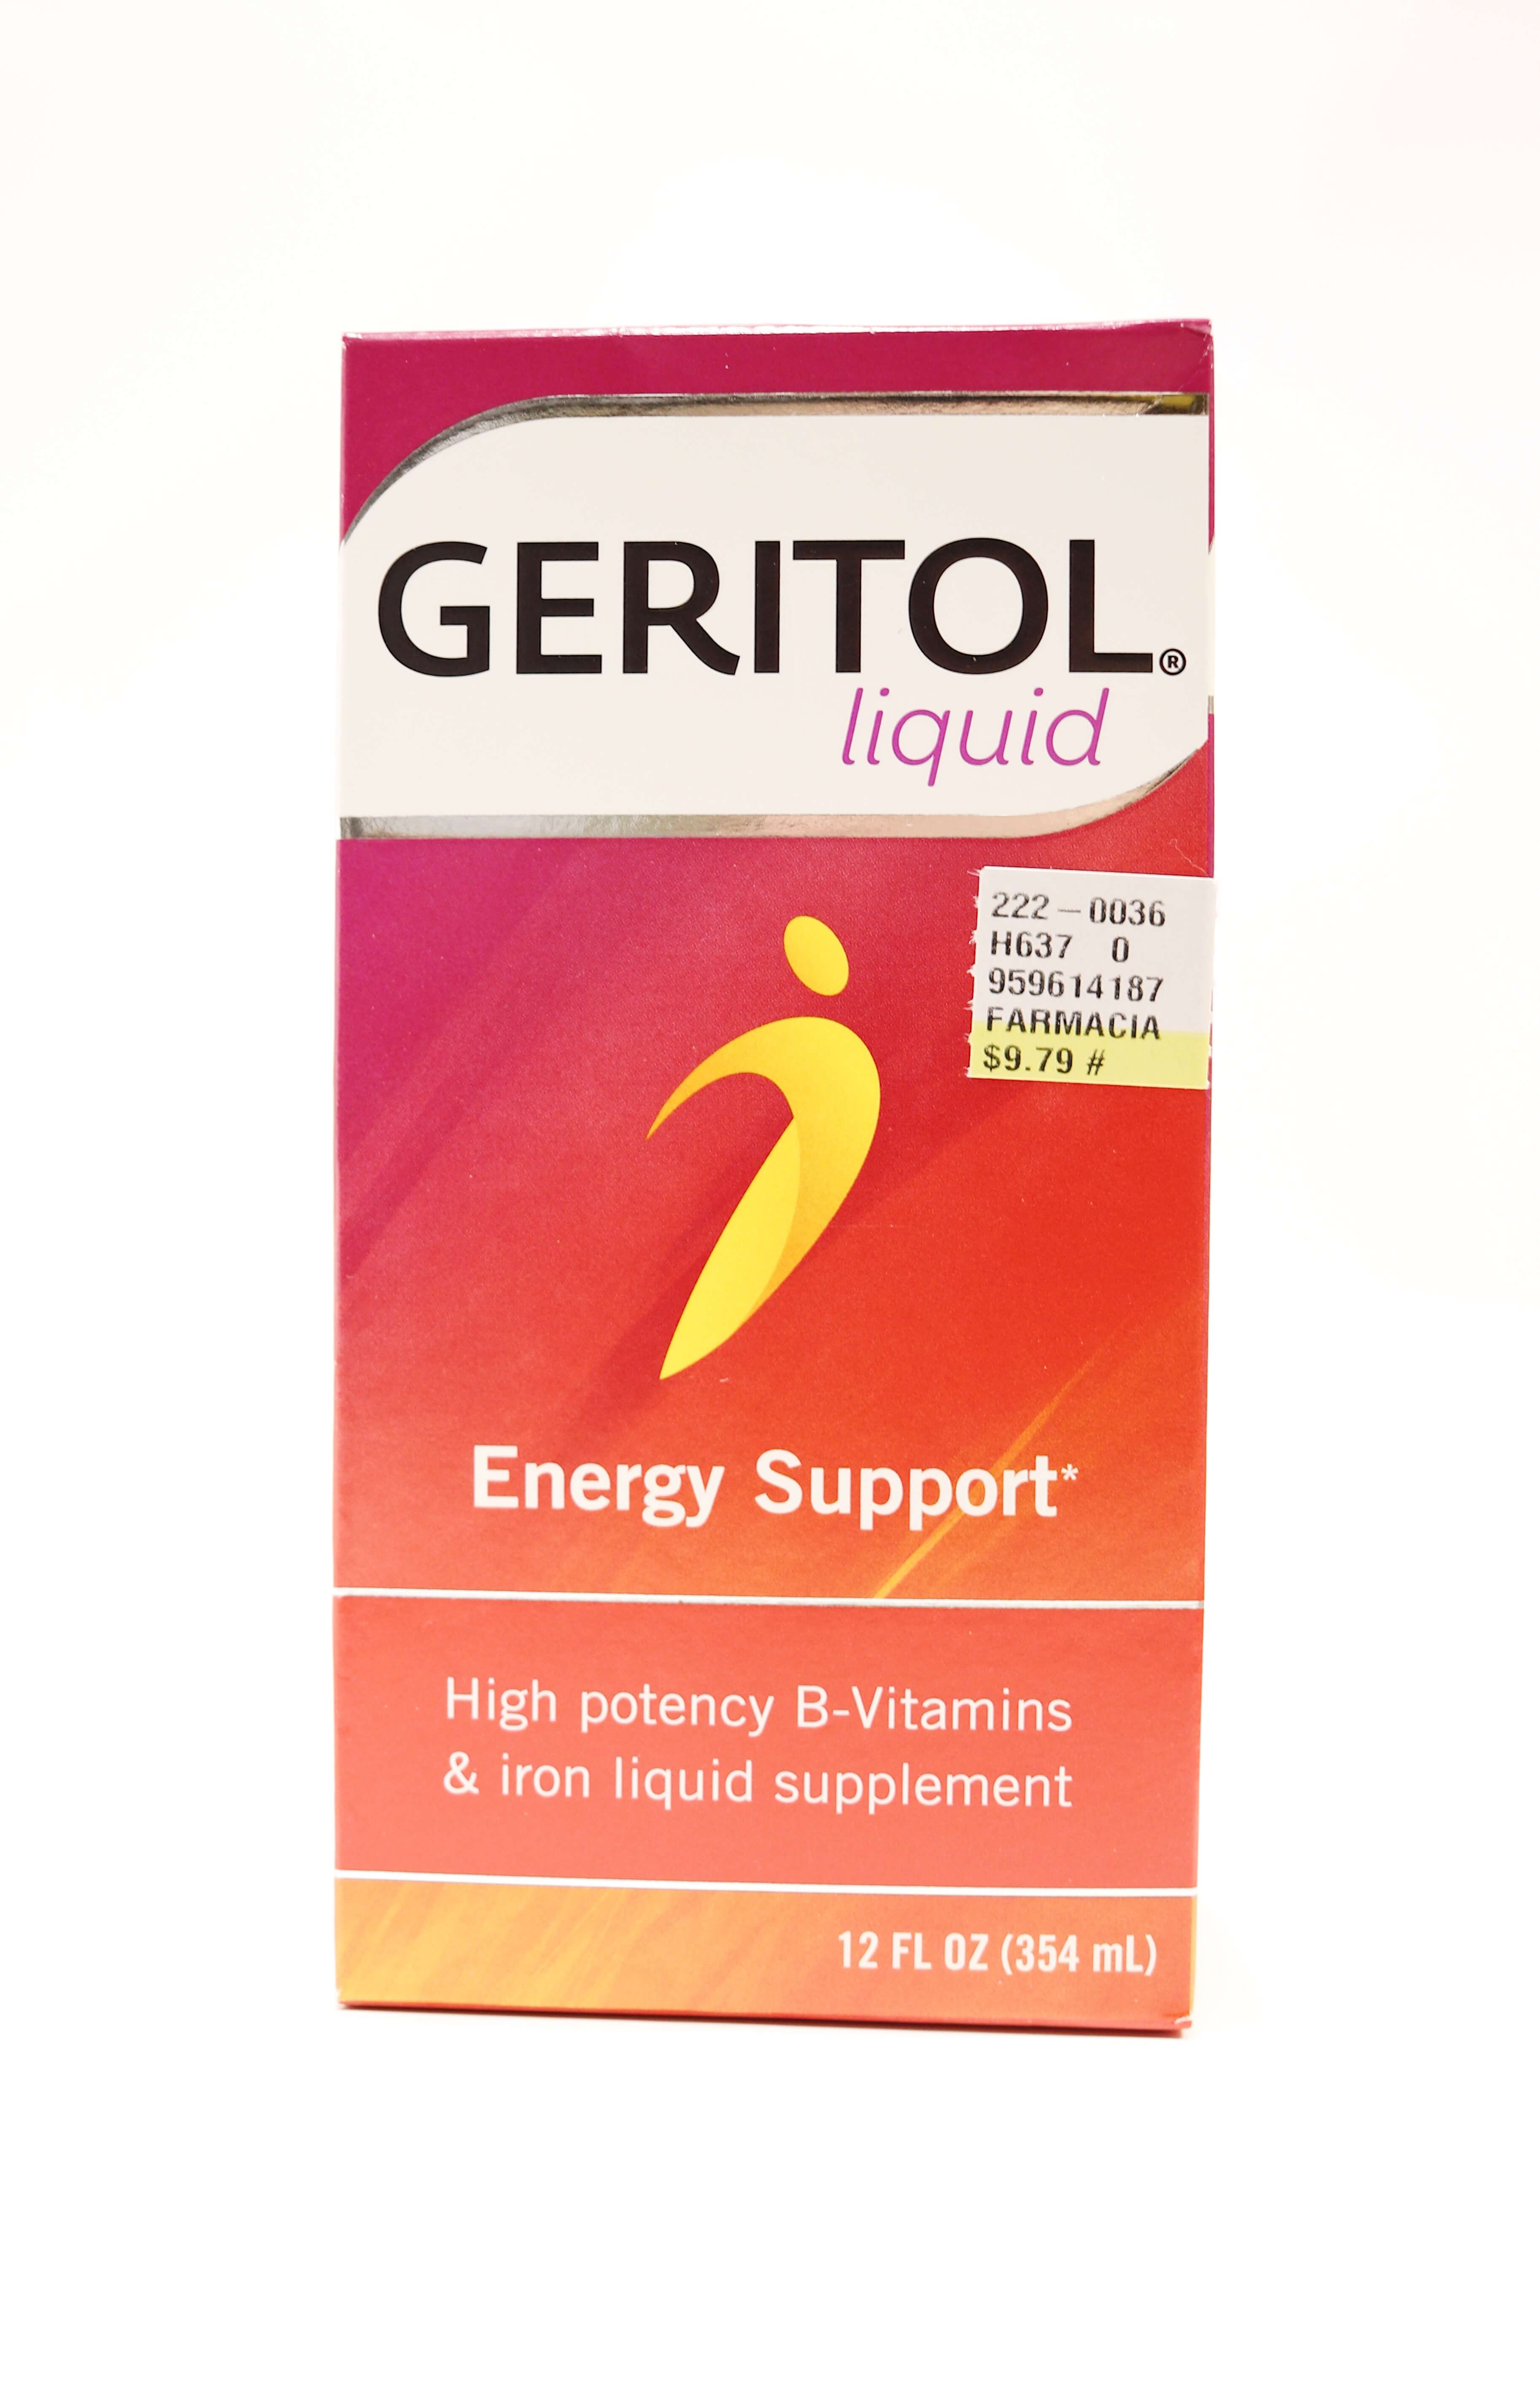 GERITOL®
liquid
222-0036
H637 0
959614187
FARMACIA
$9.79 #
Energy Support*
High potency B-Vitamins
& iron liquid supplement
12 FL OZ (354 mL)